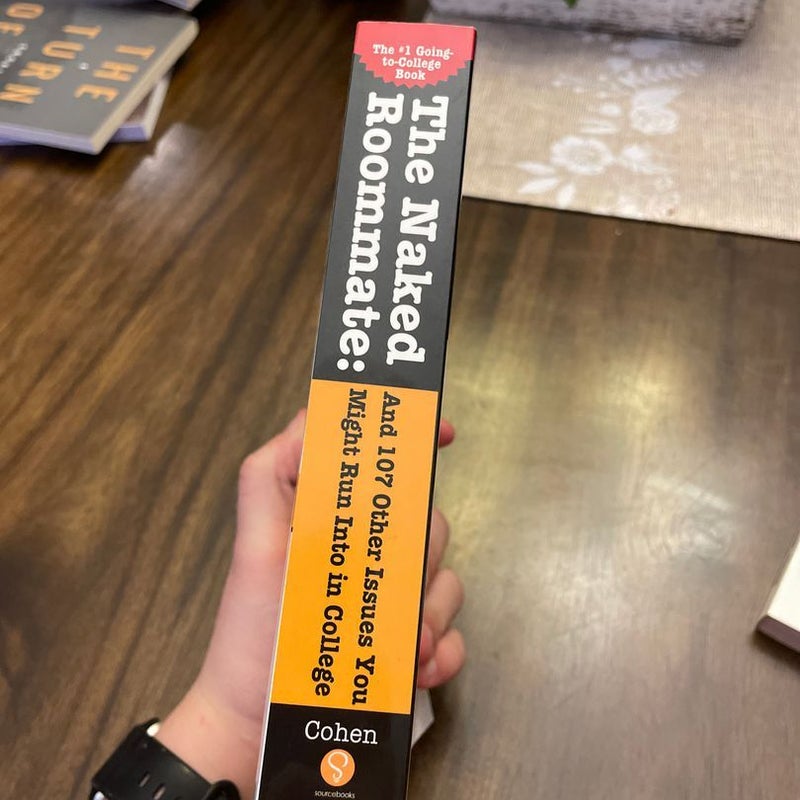 The #1 Going-
to-College
Book
The Naked
Roommate:
And 107 Other Issues You
Might Run Into in College
Cohen
sourcebooks
THE
TURN
OF